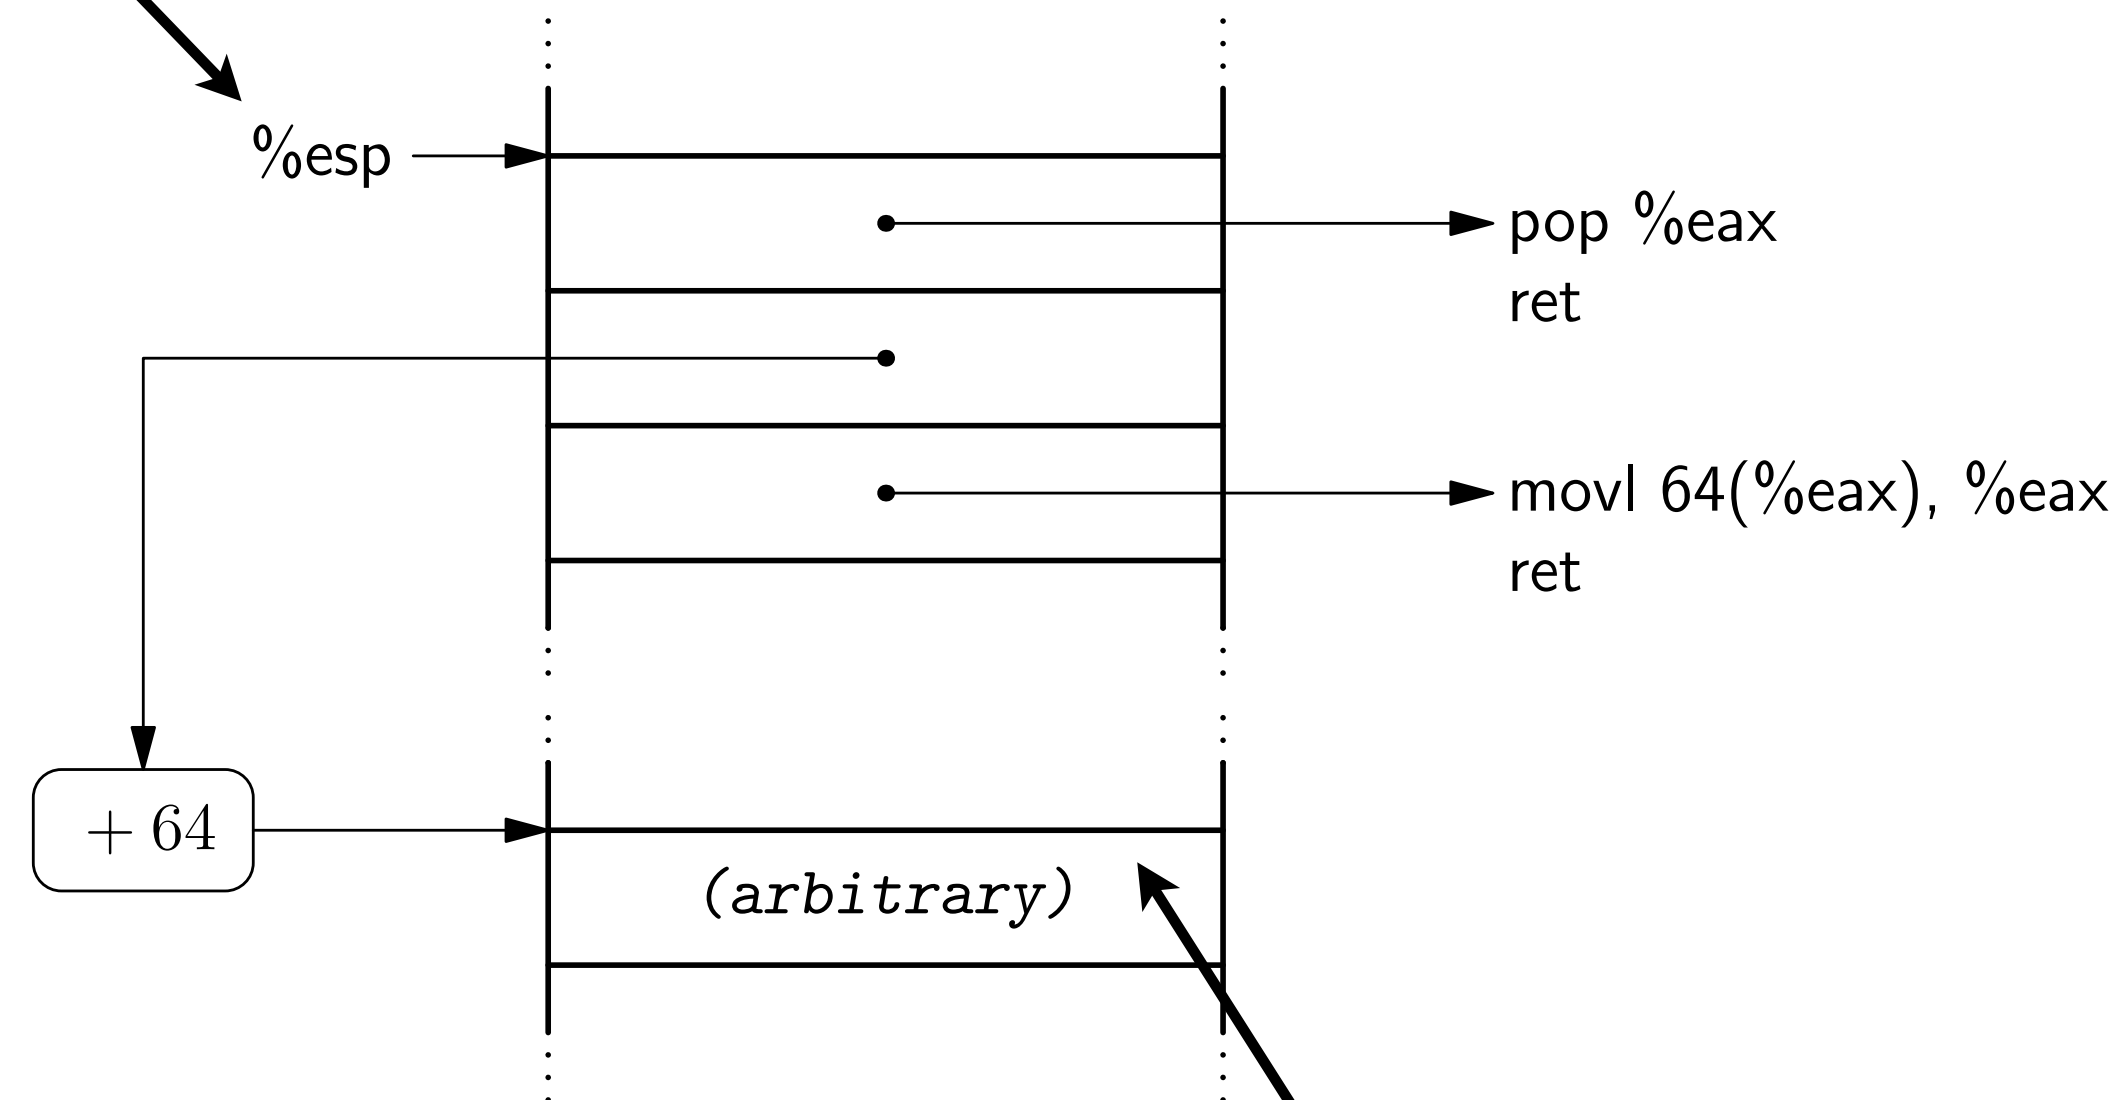 %esp
pop %eax
ret
movl 64(%eax), %eax
ret
+ 64
(arbitrary)